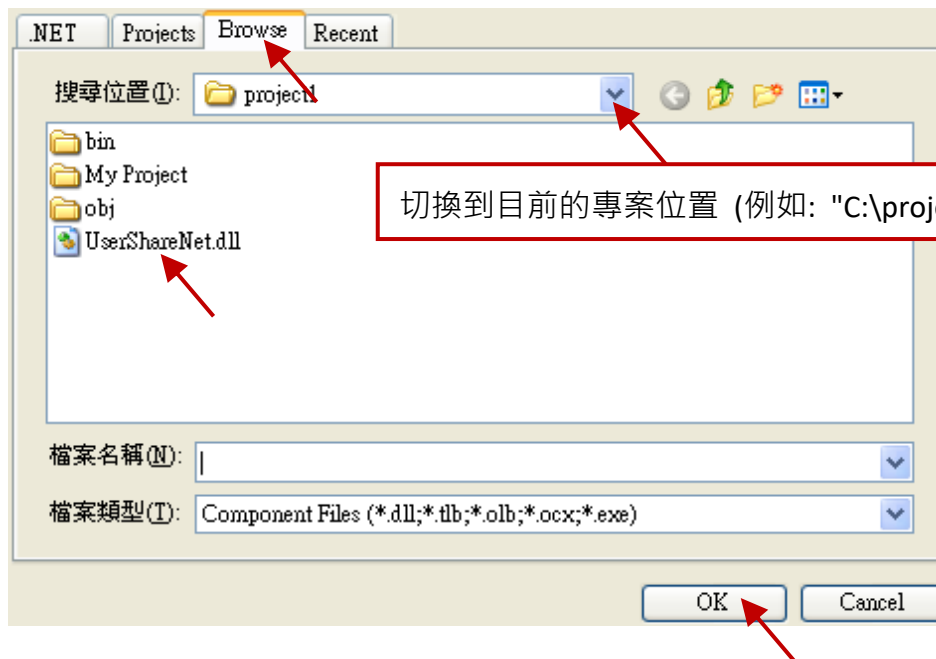 .NET Projects Browse Recent
搜尋位置(I): project1
bin
My Project
obj
UserShareNet.dll
切換到目前的專案位置 (例如: "C:\proj
檔案名稱(N):
檔案類型(T): Component Files (*.dll;*.tlb;*.olb;*.ocx;*.exe)
OK Cancel